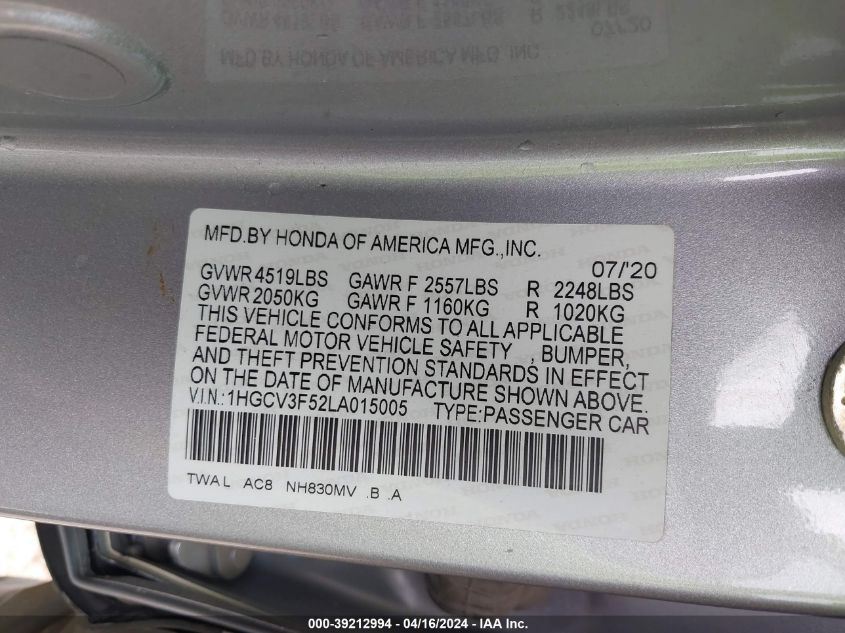 MFD.BY HONDA OF AMERICA MFG.,INC.
07/'20
GVWR 4519LBS GAWR F 2557LBS R 2248LBS
GVWR 2050KG GAWR F 1160KG R 1020KG
THIS VEHICLE CONFORMS TO ALL APPLICABLE
FEDERAL MOTOR VEHICLE SAFETY , BUMPER,
AND THEFT PREVENTION STANDARDS IN EFFECT
ON THE DATE OF MANUFACTURE SHOWN ABOVE.
V.I.N.:1HGCV3F52LA015005 TYPE:PASSENGER CAR
TWAL AC8 NH830MV .B .A
000-39212994 - 04/16/2024 - IAA Inc.